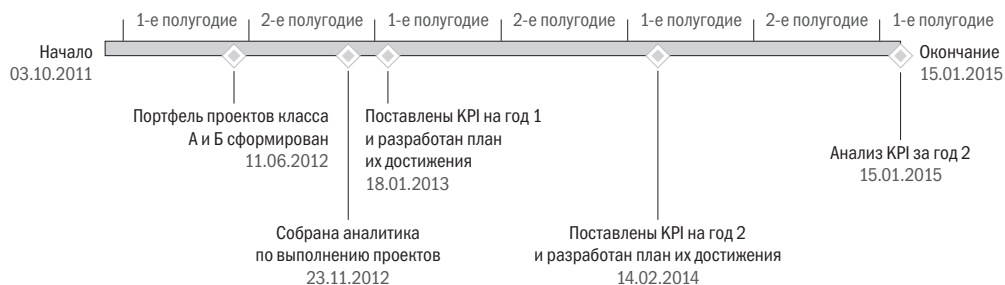 1-е полугодие
2-е полугодие
1-е полугодие
2-е полугодие
1-е полугодие
2-е полугодие
1-е полугодие
Начало
03.10.2011
Окончание
15.01.2015
Портфель проектов класса
А и Б сформирован
11.06.2012
Поставлены KPI на год 1
и разработан план
их достижения
18.01.2013
Анализ KPI за год 2
15.01.2015
Собрана аналитика
по выполнению проектов
23.11.2012
Поставлены KPI на год 2
и разработан план их достижения
14.02.2014